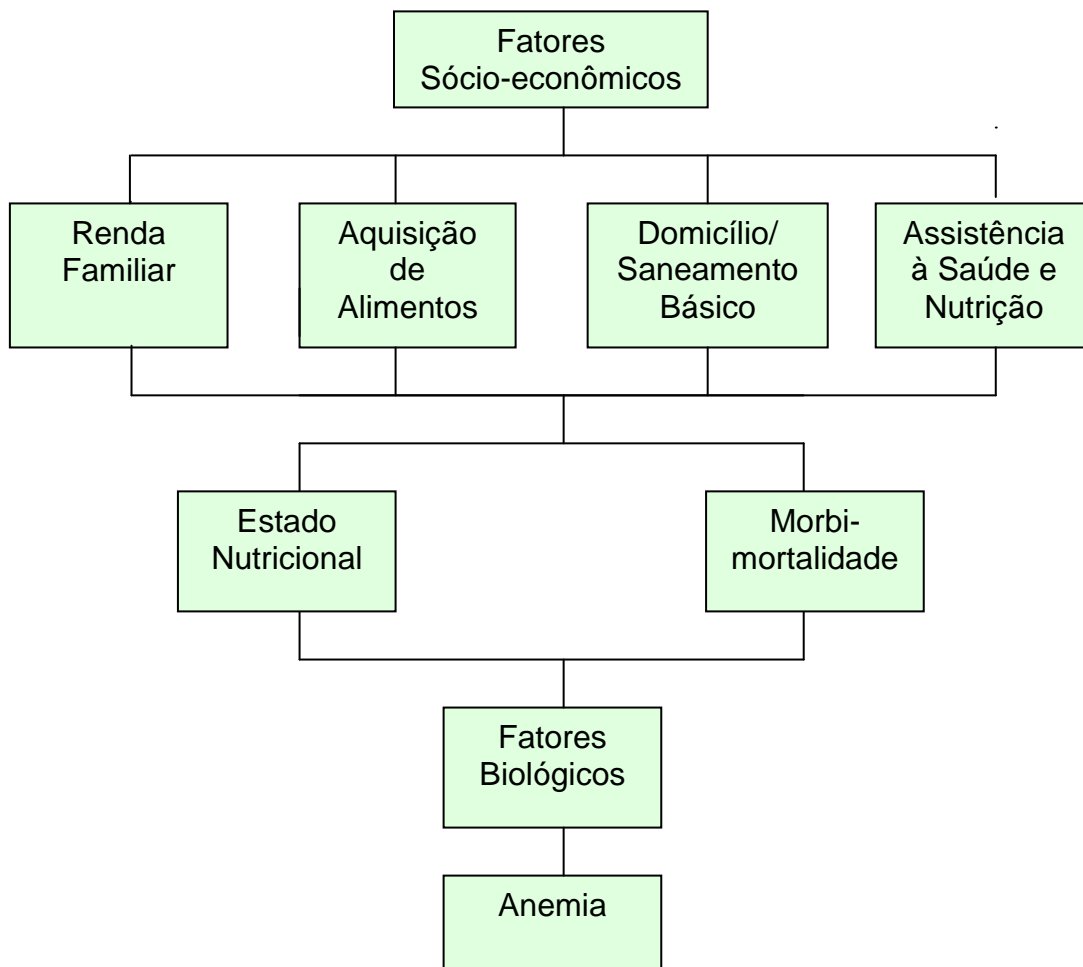 Fatores
Sócio-econômicos
Renda
Familiar
Aquisição
de
Alimentos
Domicílio/
Saneamento
Básico
Assistência
à Saúde e
Nutrição
Estado
Nutricional
Morbi-
mortalidade
Fatores
Biológicos
Anemia